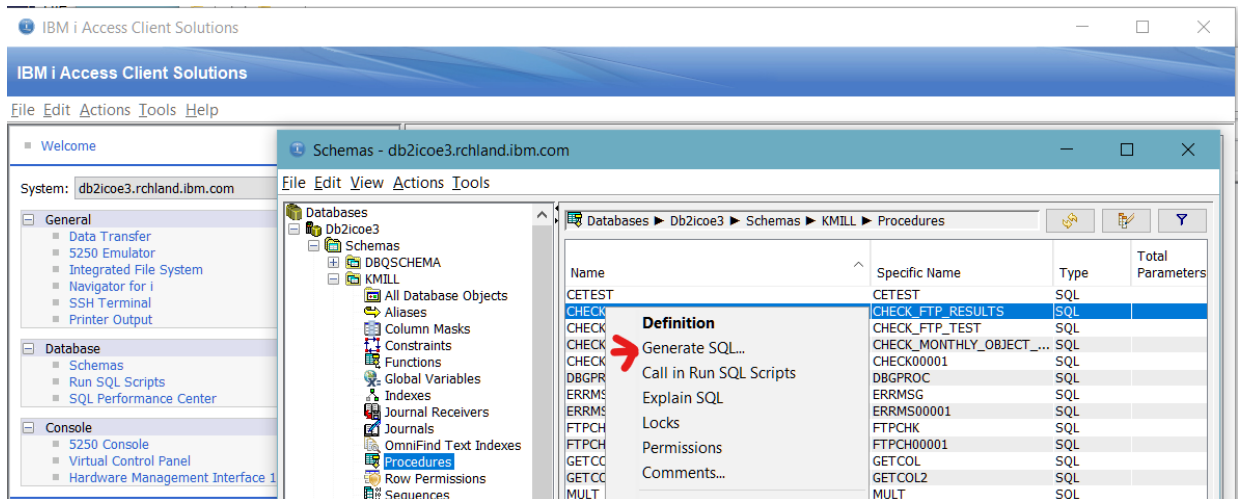 IBM i Access Client Solutions
IBM i Access Client Solutions
File Edit Actions Tools Help
Welcome
System: db2icoe3.rchland.ibm.com
General
Data Transfer
5250 Emulator
Integrated File System
Navigator for i
SSH Terminal
Printer Output
Database
Schemas
Run SQL Scripts
SQL Performance Center
Console
5250 Console
Virtual Control Panel
Hardware Management Interface 1
Schemas - db2icoe3.rchland.ibm.com
File Edit View Actions Tools
Databases
Db2icoe3
Schemas
DBQSCHEMA
KMILL
All Database Objects
Aliases
Column Masks
Constraints
Functions
Global Variables
Indexes
Journal Receivers
Journals
OmniFind Text Indexes
Procedures
Row Permissions
Sequences
Databases ▶ Db2icoe3 ▶ Schemas ▶ KMILL ▶ Procedures
Name Specific Name Type Total Parameters
CETEST CETEST SQL
CHECK CHECK_FTP_RESULTS SQL
CHECK CHECK_FTP_TEST SQL
CHECK CHECK_MONTHLY_OBJECT_... SQL
CHECK CHECK00001 SQL
DBGPR DBGPROC SQL
ERRMS ERRMSG SQL
ERRMS ERRMS00001 SQL
FTPCH FTPCHK SQL
FTPCH FTPCH00001 SQL
GETCO GETCOL SQL
GETCO GETCOL2 SQL
MULT MULT SQL
Definition
Generate SQL...
Call in Run SQL Scripts
Explain SQL
Locks
Permissions
Comments...